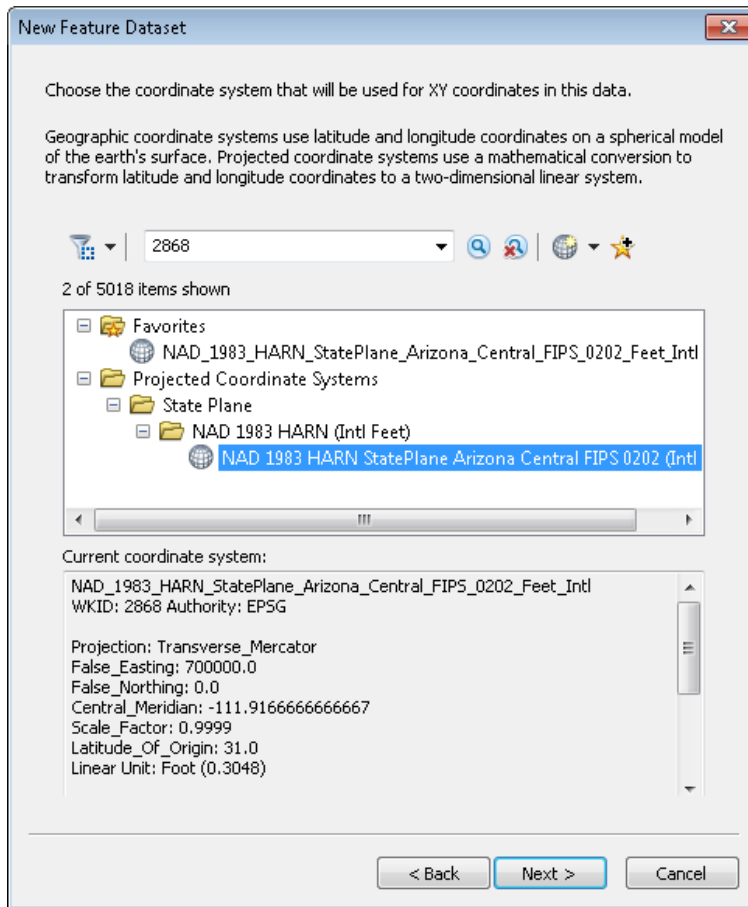 New Feature Dataset
Choose the coordinate system that will be used for XY coordinates in this data.
Geographic coordinate systems use latitude and longitude coordinates on a spherical model
of the earth's surface. Projected coordinate systems use a mathematical conversion to
transform latitude and longitude coordinates to a two-dimensional linear system.
2868
2 of 5018 items shown
Favorites
NAD_1983_HARN_StatePlane_Arizona_Central_FIPS_0202_Feet_Intl
Projected Coordinate Systems
State Plane
NAD 1983 HARN (Intl Feet)
NAD 1983 HARN StatePlane Arizona Central FIPS 0202 (Intl
Current coordinate system:
NAD_1983_HARN_StatePlane_Arizona_Central_FIPS_0202_Feet_Intl
WKID: 2868 Authority: EPSG
Projection: Transverse_Mercator
False_Easting: 700000.0
False_Northing: 0.0
Central_Meridian: -111.9166666666667
Scale_Factor: 0.9999
Latitude_Of_Origin: 31.0
Linear Unit: Foot (0.3048)
< Back
Next >
Cancel